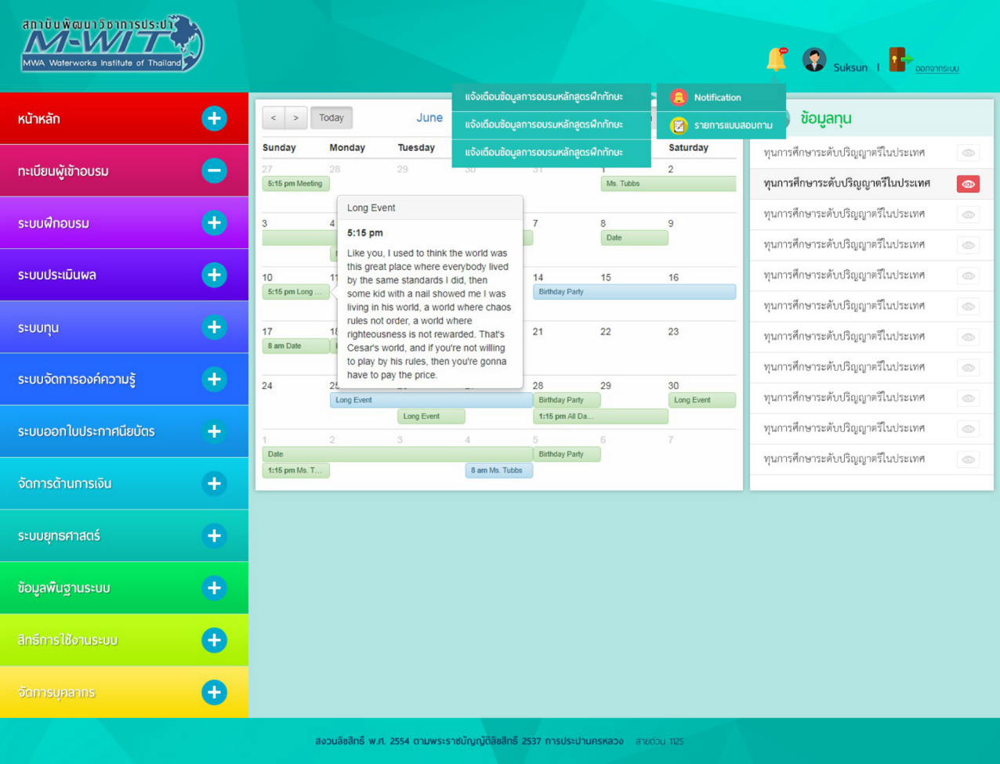 สถาบันพัฒนาวิชาการประปา
M-WIT
MWA Waterworks Institute of Thailand
Suksun | ออกจากระบบ
แจ้งเตือนข้อมูลการอบรมหลักสูตรฝึกทักษะ
แจ้งเตือนข้อมูลการอบรมหลักสูตรฝึกทักษะ
แจ้งเตือนข้อมูลการอบรมหลักสูตรฝึกทักษะ
Notification
รายการแบบสอบถาม
หน้าหลัก
ทะเบียนผู้เข้าอบรม
ระบบฝึกอบรม
ระบบประเมินผล
ระบบทุน
ระบบจัดการองค์ความรู้
ระบบออกใบประกาศนียบัตร
จัดการด้านการเงิน
ระบบยุทธศาสตร์
ข้อมูลพื้นฐานระบบ
สิทธิ์การใช้งานระบบ
จัดการบุคลากร
< > Today June
Sunday Monday Tuesday Saturday
27 28 29 30 31 1 2
5:15 pm Meeting Ms. Tubbs
3 4 7 8 9
Date
10 11 14 15 16
5:15 pm Long ... Birthday Party
17 18 21 22 23
8 am Date
24 25 28 29 30
Long Event Birthday Party Long Event
Long Event 1:15 pm All Da...
1 2 3 4 5 6 7
Date Birthday Party
1:15 pm Ms. T... 8 am Ms. Tubbs
Long Event
5:15 pm
Like you, I used to think the world was
this great place where everybody lived
by the same standards I did, then
some kid with a nail showed me I was
living in his world, a world where chaos
rules not order, a world where
righteousness is not rewarded. That's
Cesar's world, and if you're not willing
to play by his rules, then you're gonna
have to pay the price.
ข้อมูลทุน
ทุนการศึกษาระดับปริญญาตรีในประเทศ
ทุนการศึกษาระดับปริญญาตรีในประเทศ
ทุนการศึกษาระดับปริญญาตรีในประเทศ
ทุนการศึกษาระดับปริญญาตรีในประเทศ
ทุนการศึกษาระดับปริญญาตรีในประเทศ
ทุนการศึกษาระดับปริญญาตรีในประเทศ
ทุนการศึกษาระดับปริญญาตรีในประเทศ
ทุนการศึกษาระดับปริญญาตรีในประเทศ
ทุนการศึกษาระดับปริญญาตรีในประเทศ
ทุนการศึกษาระดับปริญญาตรีในประเทศ
ทุนการศึกษาระดับปริญญาตรีในประเทศ
สงวนลิขสิทธิ์ พ.ศ. 2554 ตามพระราชบัญญัติลิขสิทธิ์ 2537 การประปานครหลวง สายด่วน 1125